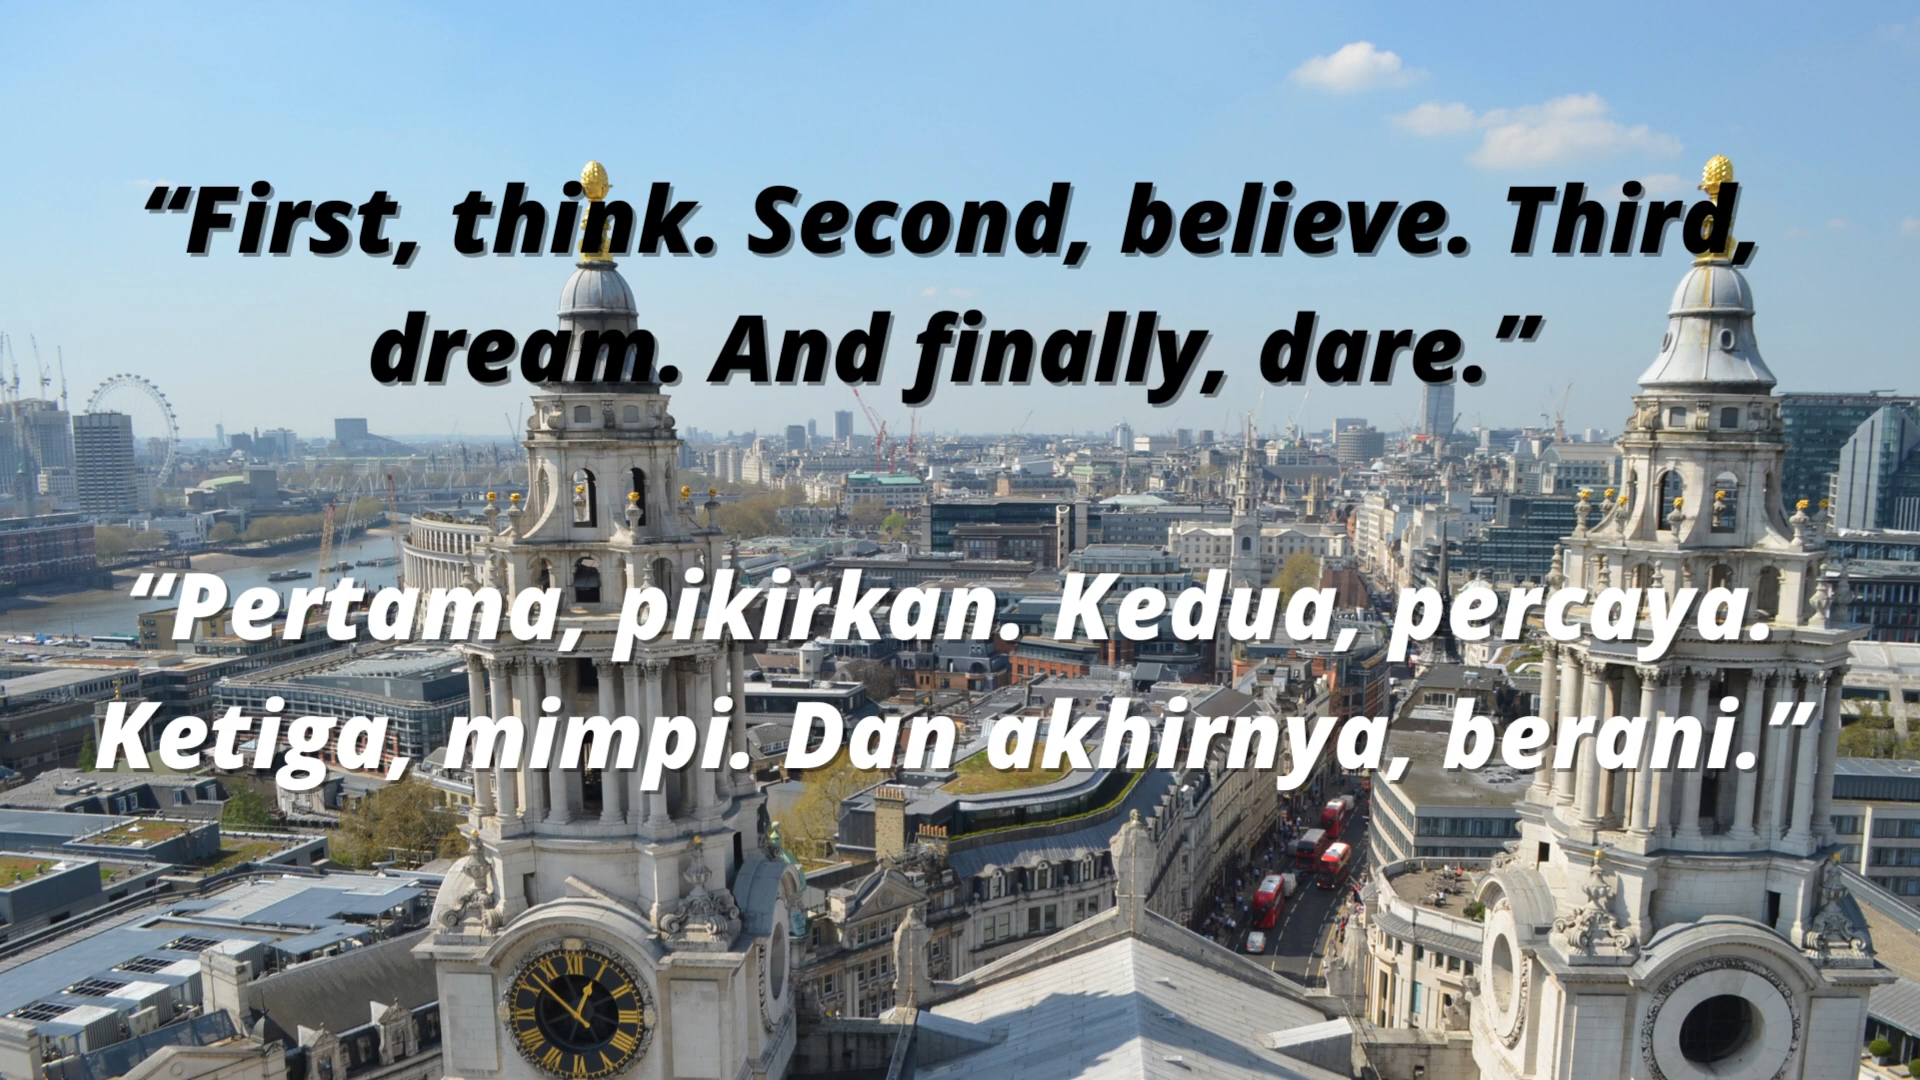 “First, think. Second, believe. Third,
dream. And finally, dare.”
“Pertama, pikirkan. Kedua, percaya.
Ketiga, mimpi. Dan akhirnya, berani.”